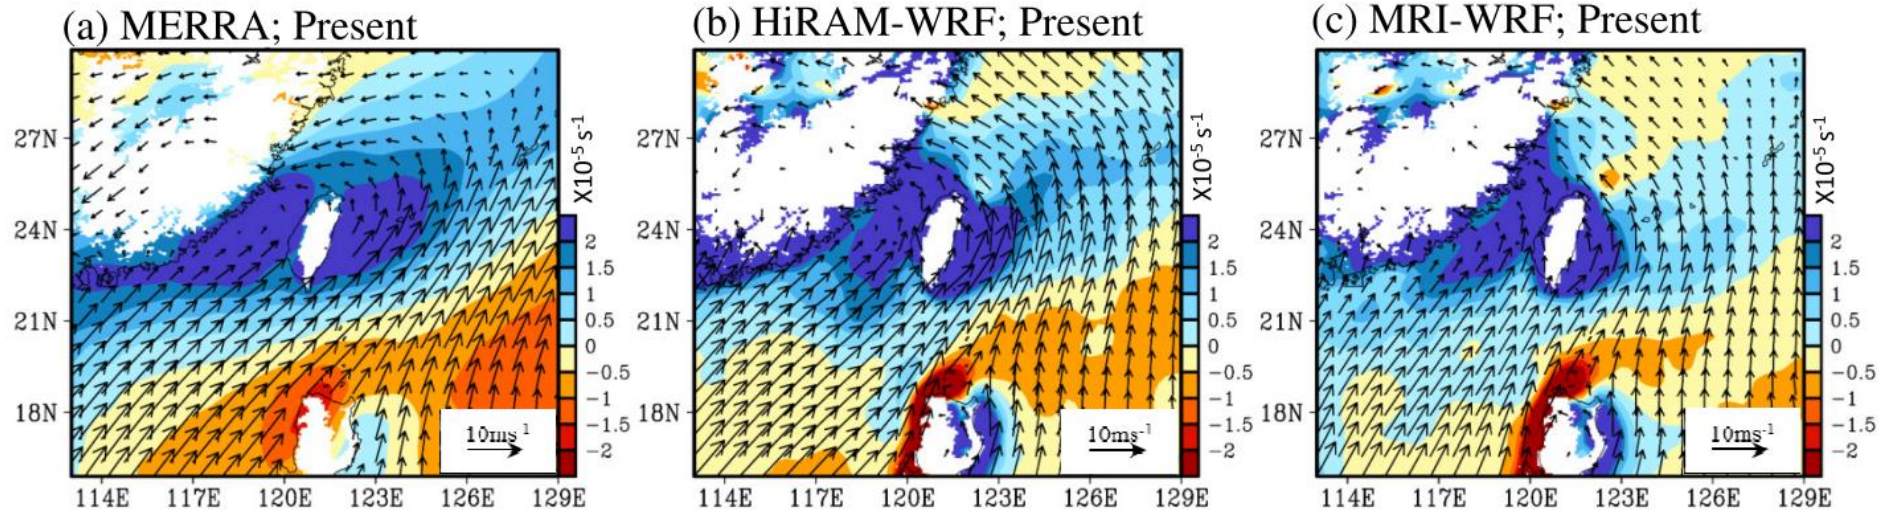 (a) MERRA; Present
27N
24N
21N
18N
114E 117E 120E 123E 126E 129E
10ms-1
X10-5 s-1
2
1.5
1
0.5
0
−0.5
−1
−1.5
−2
(b) HiRAM-WRF; Present
27N
24N
21N
18N
114E 117E 120E 123E 126E 129E
10ms-1
X10-5 s-1
2
1.5
1
0.5
0
−0.5
−1
−1.5
−2
(c) MRI-WRF; Present
27N
24N
21N
18N
114E 117E 120E 123E 126E 129E
10ms-1
X10-5 s-1
2
1.5
1
0.5
0
−0.5
−1
−1.5
−2